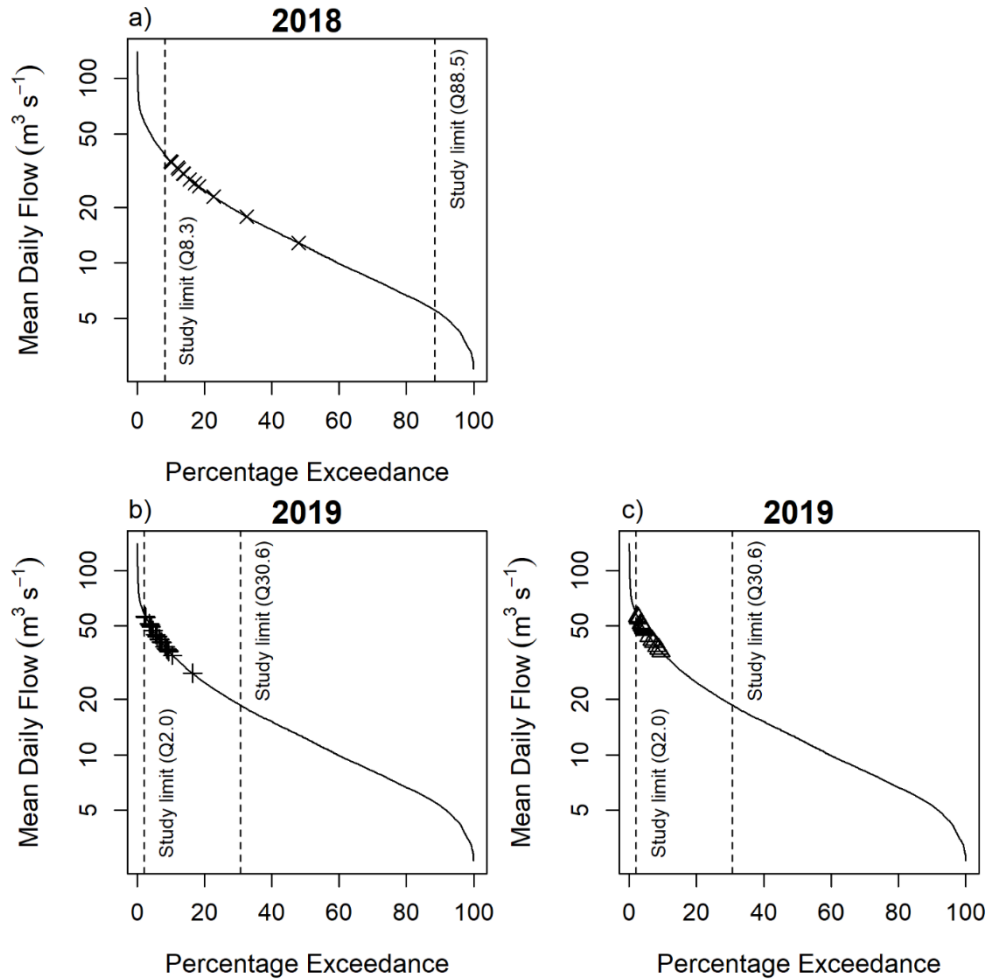 a)
2018
Mean Daily Flow (m³ s⁻¹)
100
50
20
10
5
Study limit (Q8.3)
Study limit (Q88.5)
0 20 40 60 80 100
Percentage Exceedance
b)
2019
Mean Daily Flow (m³ s⁻¹)
100
50
20
10
5
Study limit (Q2.0)
Study limit (Q30.6)
0 20 40 60 80 100
Percentage Exceedance
c)
2019
Mean Daily Flow (m³ s⁻¹)
100
50
20
10
5
Study limit (Q2.0)
Study limit (Q30.6)
0 20 40 60 80 100
Percentage Exceedance